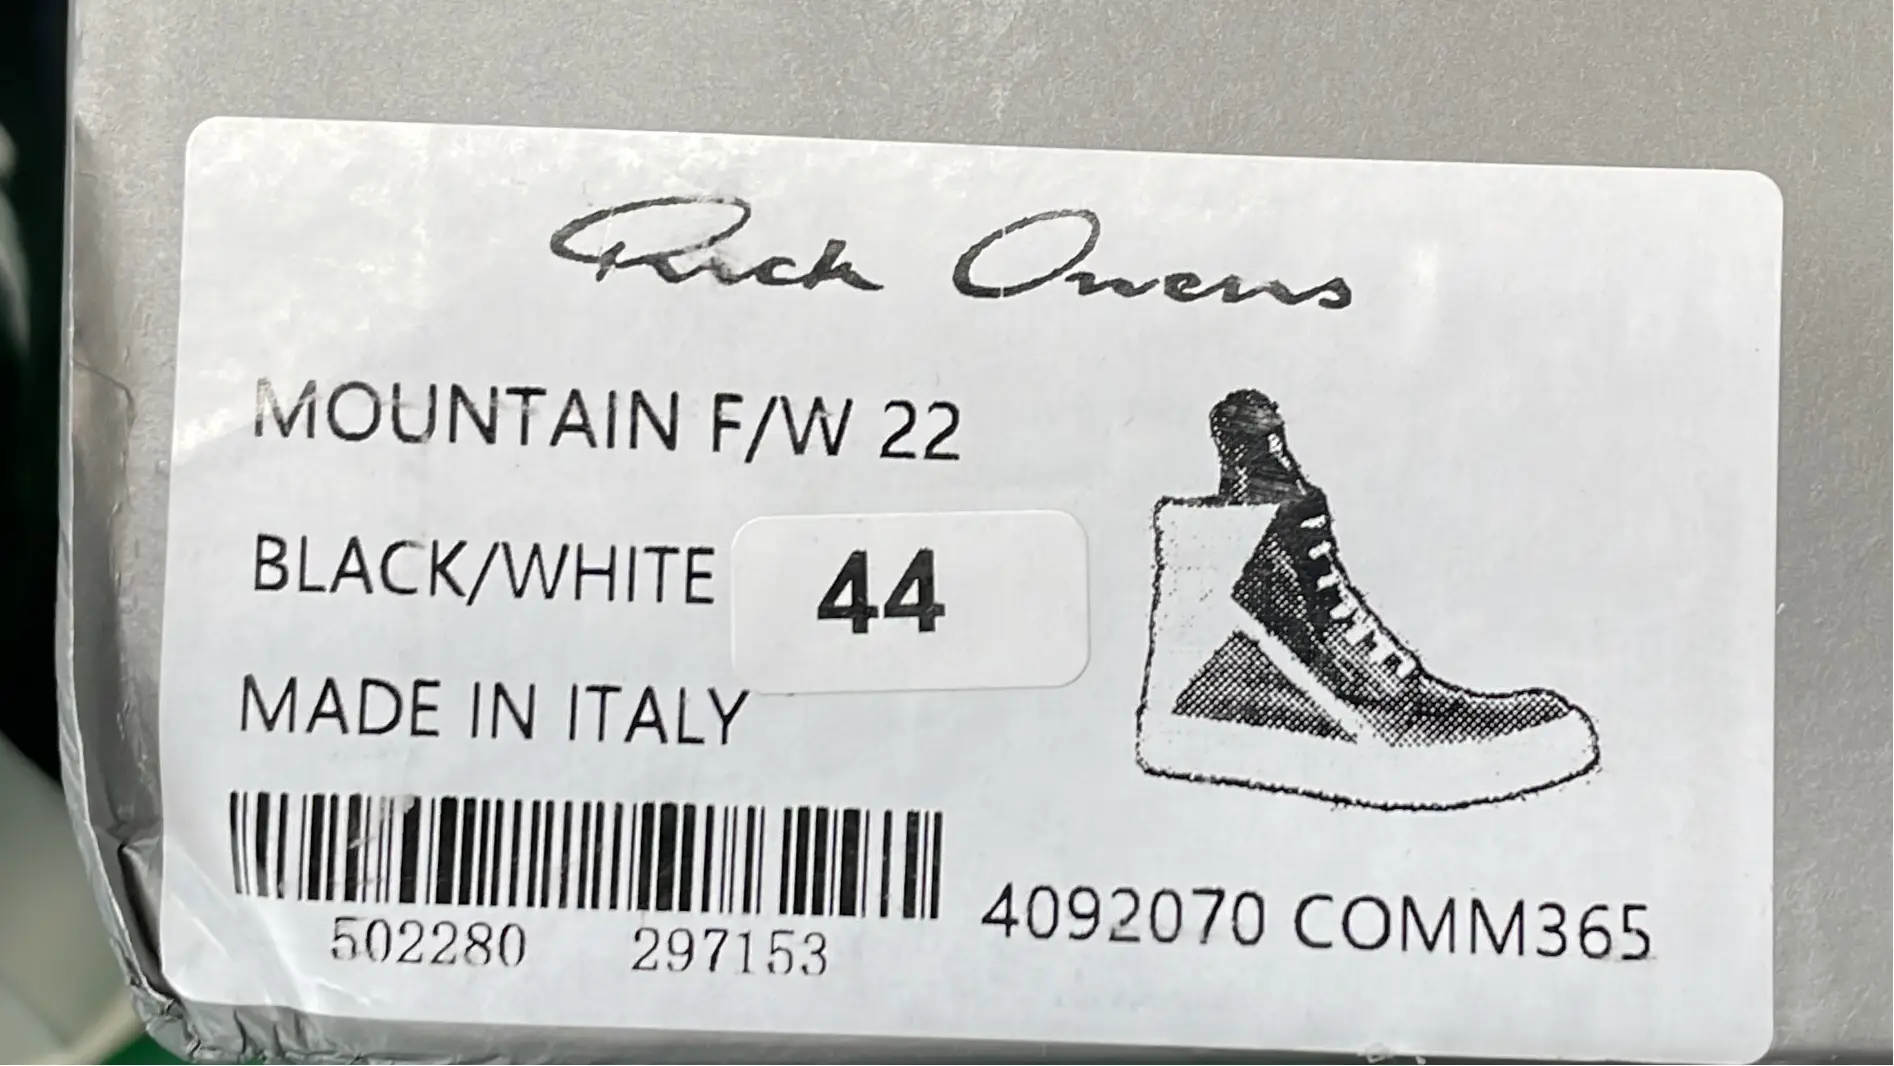 Rick Owens
MOUNTAIN F/W 22
BLACK/WHITE 44
MADE IN ITALY
502280 297153
4092070 COMM365